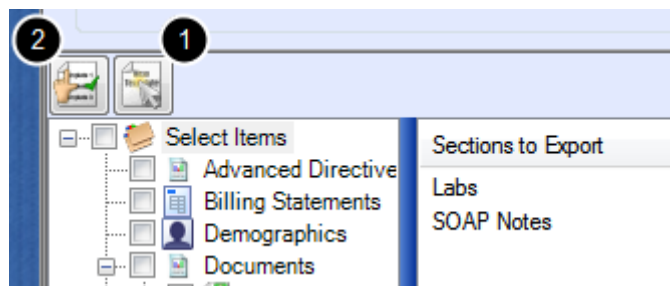 2
1
Select Items
Advanced Directive
Billing Statements
Demographics
Documents
Sections to Export
Labs
SOAP Notes